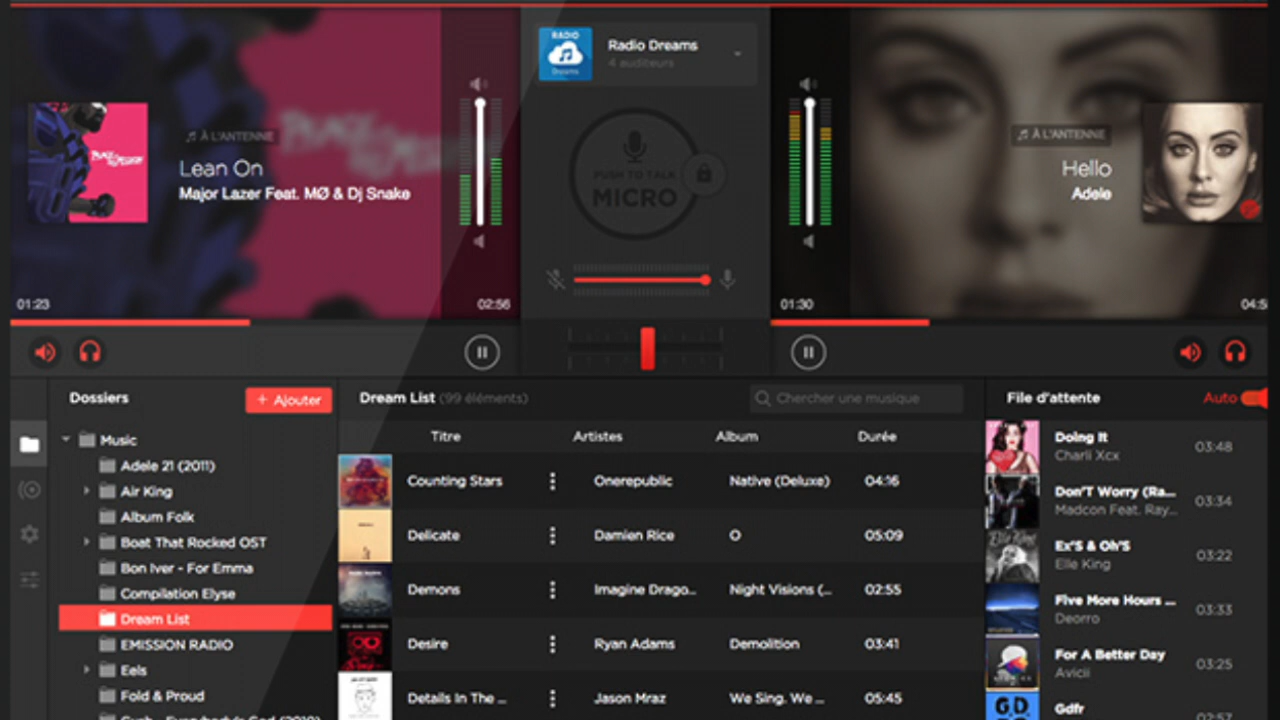 RADIO
Dreams
Radio Dreams
4 auditeurs
À L'ANTENNE
Lean On
Major Lazer Feat. MØ & Dj Snake
PUSH TO TALK
MICRO
À L'ANTENNE
Hello
Adele
01:23
02:56
01:30
04:5
Dossiers
+ Ajouter
Dream List (99 éléments)
Chercher une musique
File d'attente
Auto
Music
Adele 21 (2011)
Air King
Album Folk
Boat That Rocked OST
Bon Iver - For Emma
Compilation Elyse
Dream List
EMISSION RADIO
Eels
Fold & Proud
Titre Artistes Album Durée
Counting Stars Onerepublic Native (Deluxe) 04:16
Delicate Damien Rice O 05:09
Demons Imagine Drago... Night Visions (... 02:55
Desire Ryan Adams Demolition 03:41
Details In The ... Jason Mraz We Sing. We ... 05:45
Doing It
Charli Xcx
03:48
Don'T Worry (Ra...
Madcon Feat. Ray...
03:34
Ex'S & Oh'S
Elle King
03:22
Five More Hours ...
Deorro
03:33
For A Better Day
Avicii
03:25
Gdfr
02:57
G.D.